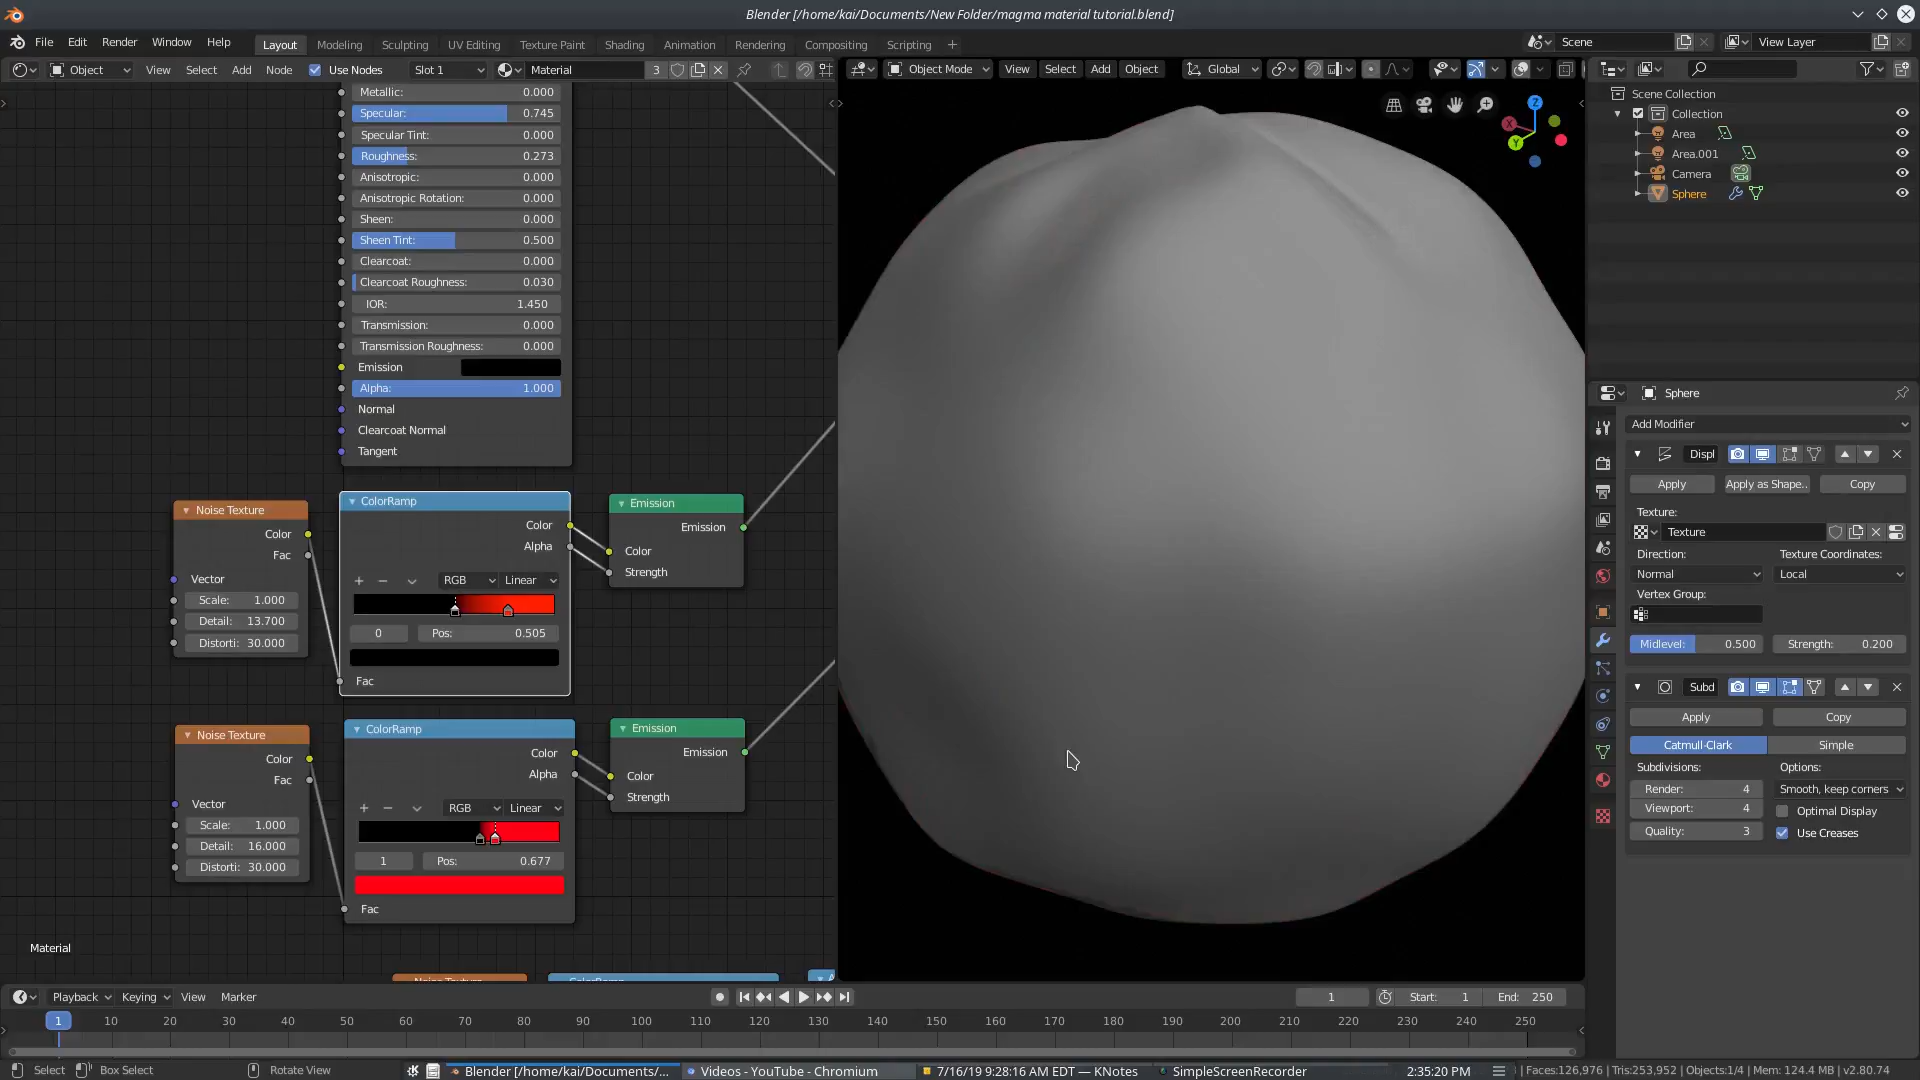 Blender [/home/kai/Documents/New Folder/magma material tutorial.blend]
File Edit Render Window Help Layout Modeling Sculpting UV Editing Texture Paint Shading Animation Rendering Compositing Scripting + Scene View Layer
Object View Select Add Node Use Nodes Slot 1 Material 3 Object Mode View Select Add Object Global
Metallic: 0.000
Specular: 0.745
Specular Tint: 0.000
Roughness: 0.273
Anisotropic: 0.000
Anisotropic Rotation: 0.000
Sheen: 0.000
Sheen Tint: 0.500
Clearcoat: 0.000
Clearcoat Roughness: 0.030
IOR: 1.450
Transmission: 0.000
Transmission Roughness: 0.000
Emission
Alpha: 1.000
Normal
Clearcoat Normal
Tangent
Noise Texture
Color
Fac
Vector
Scale: 1.000
Detail: 13.700
Distorti: 30.000
ColorRamp
Color
Alpha
+ − RGB Linear
0 Pos: 0.505
Fac
Emission
Emission
Color
Strength
Noise Texture
Color
Fac
Vector
Scale: 1.000
Detail: 16.000
Distorti: 30.000
ColorRamp
Color
Alpha
+ − RGB Linear
1 Pos: 0.677
Fac
Emission
Emission
Color
Strength
Material
Z
X
Y
Scene Collection
Collection
Area
Area.001
Camera
Sphere
Sphere
Add Modifier
Displ
Apply Apply as Shape.. Copy
Texture:
Texture
Direction: Texture Coordinates:
Normal Local
Vertex Group:
Midlevel: 0.500 Strength: 0.200
Subd
Apply Copy
Catmull-Clark Simple
Subdivisions: Options:
Render: 4 Smooth, keep corners
Viewport: 4 Optimal Display
Quality: 3 Use Creases
Playback Keying View Marker 1 Start: 1 End: 250
1 10 20 30 40 50 60 70 80 90 100 110 120 130 140 150 160 170 180 190 200 210 220 230 240 250
Select Box Select Rotate View Blender [/home/kai/Documents/... Videos - YouTube - Chromium 7/16/19 9:28:16 AM EDT — KNotes SimpleScreenRecorder 2:35:20 PM | Faces:126,976 | Tris:253,952 | Objects:1/4 | Mem: 124.4 MB | v2.80.74